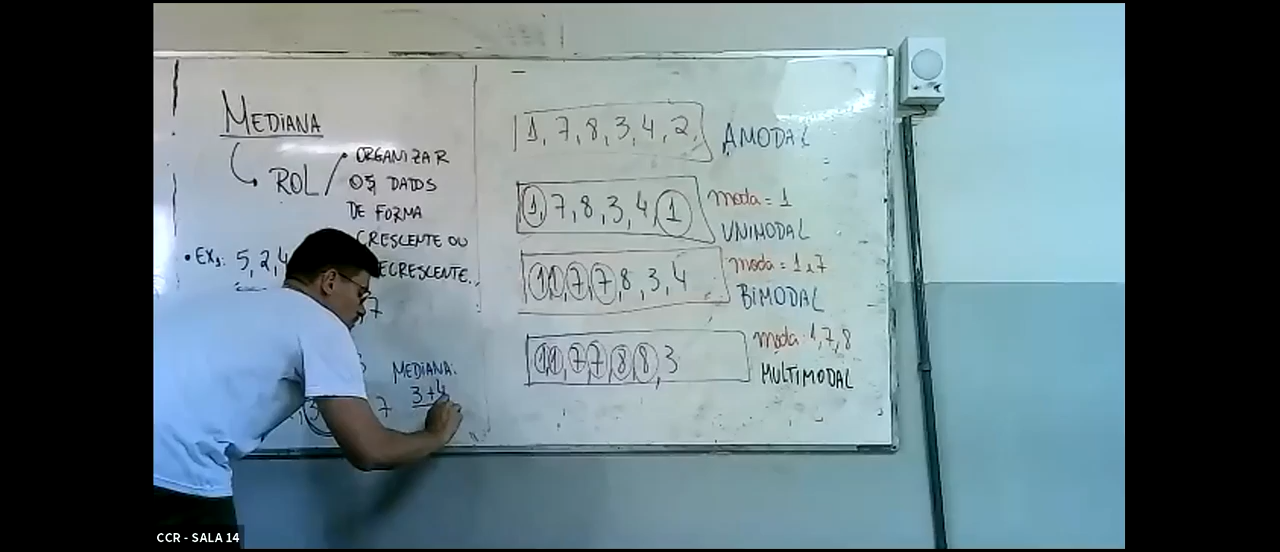 MEDIANA
ROL
• ORGANIZAR
OS DADOS
DE FORMA
CRESCENTE OU
DECRESCENTE.
• EX: 5, 2, 4
7
MEDIANA:
3+4
7
1, 7, 8, 3, 4, 2, AMODAL
1, 7, 8, 3, 4, 1 moda = 1
UNIMODAL
1, 1, 7, 7, 8, 3, 4 moda = 1,7
BIMODAL
1, 1, 7, 7, 8, 8, 3 moda: 1,7,8
MULTIMODAL
CCR - SALA 14